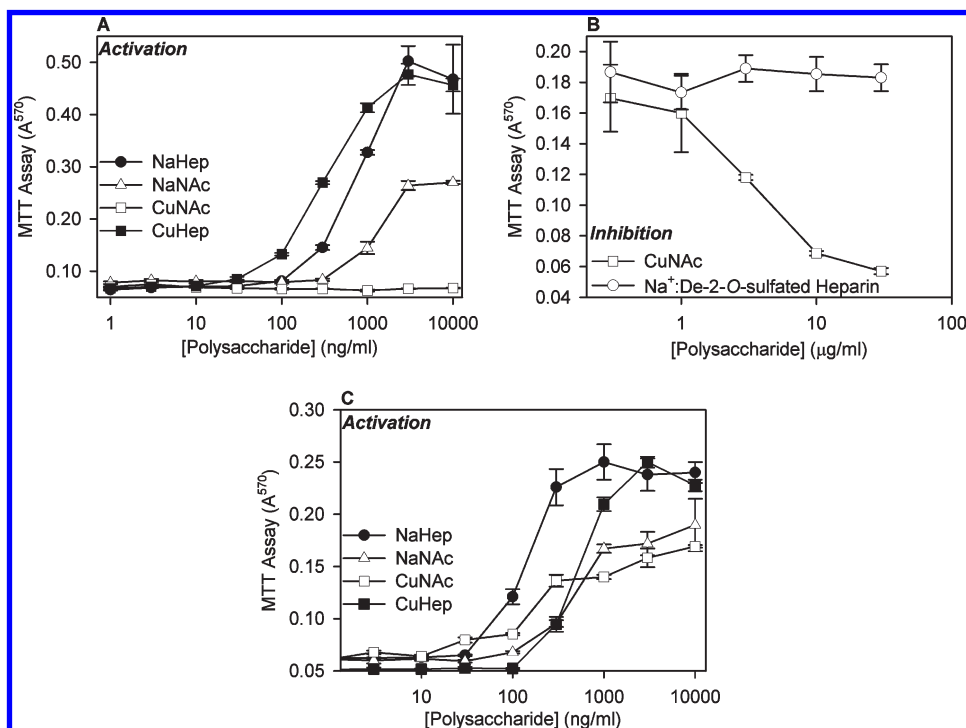 A
Activation
MTT Assay (A570)
0.50
0.40
0.30
0.20
0.10
NaHep
NaNAc
CuNAc
CuHep
1
10
100
1000
10000
[Polysaccharide] (ng/ml)
B
MTT Assay (A570)
0.20
0.18
0.16
0.14
0.12
0.10
0.08
0.06
0.04
Inhibition
CuNAc
Na+:De-2-O-sulfated Heparin
1
10
100
[Polysaccharide] (μg/ml)
C
Activation
MTT Assay (A570)
0.30
0.25
0.20
0.15
0.10
0.05
NaHep
NaNAc
CuNAc
CuHep
10
100
1000
10000
[Polysaccharide] (ng/ml)